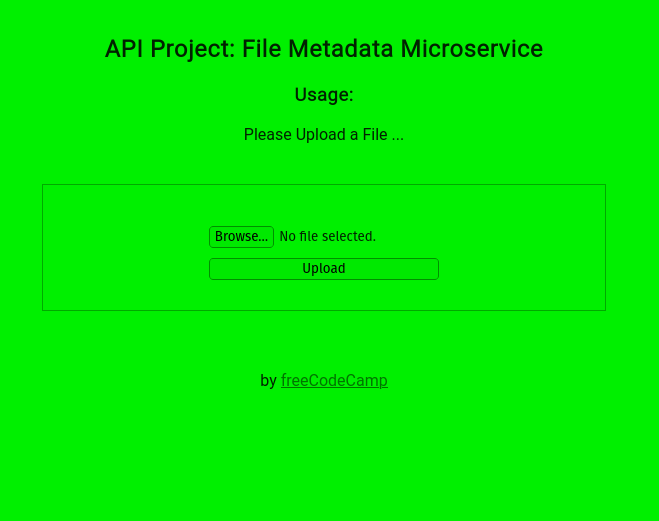 API Project: File Metadata Microservice
Usage:
Please Upload a File ...
Browse... No file selected.
Upload
by freeCodeCamp